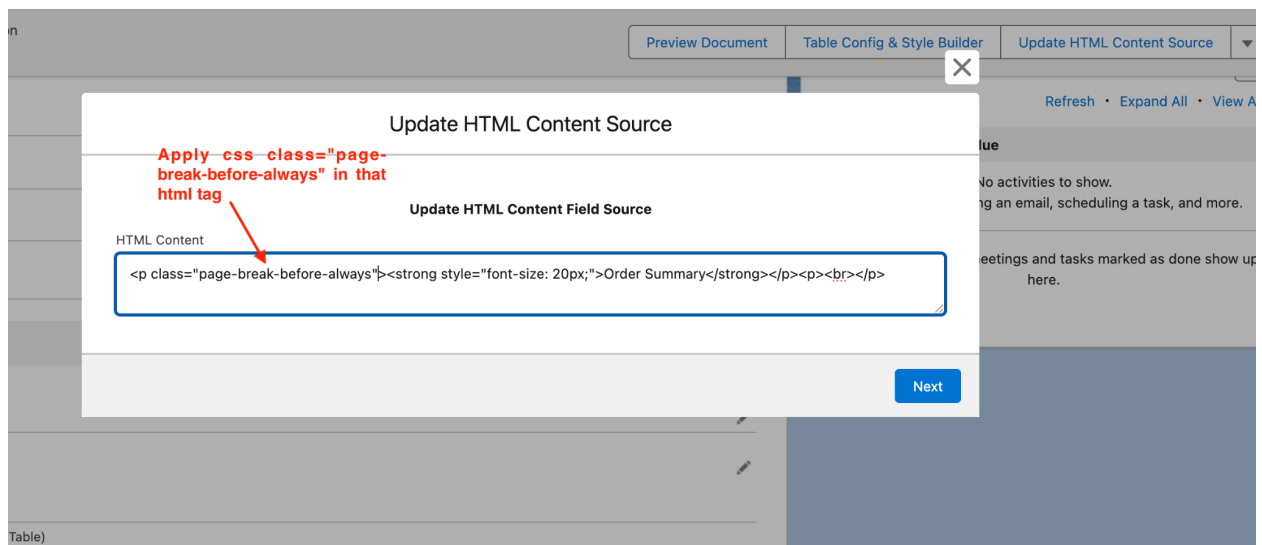 on
Preview Document
Table Config & Style Builder
Update HTML Content Source
Refresh • Expand All • View A
Update HTML Content Source
lue
Apply css class="page-
break-before-always" in that
html tag
No activities to show.
ng an email, scheduling a task, and more.
Update HTML Content Field Source
HTML Content
<p class="page-break-before-always"><strong style="font-size: 20px;">Order Summary</strong></p><p><br></p>
eetings and tasks marked as done show up
here.
Next
Table)